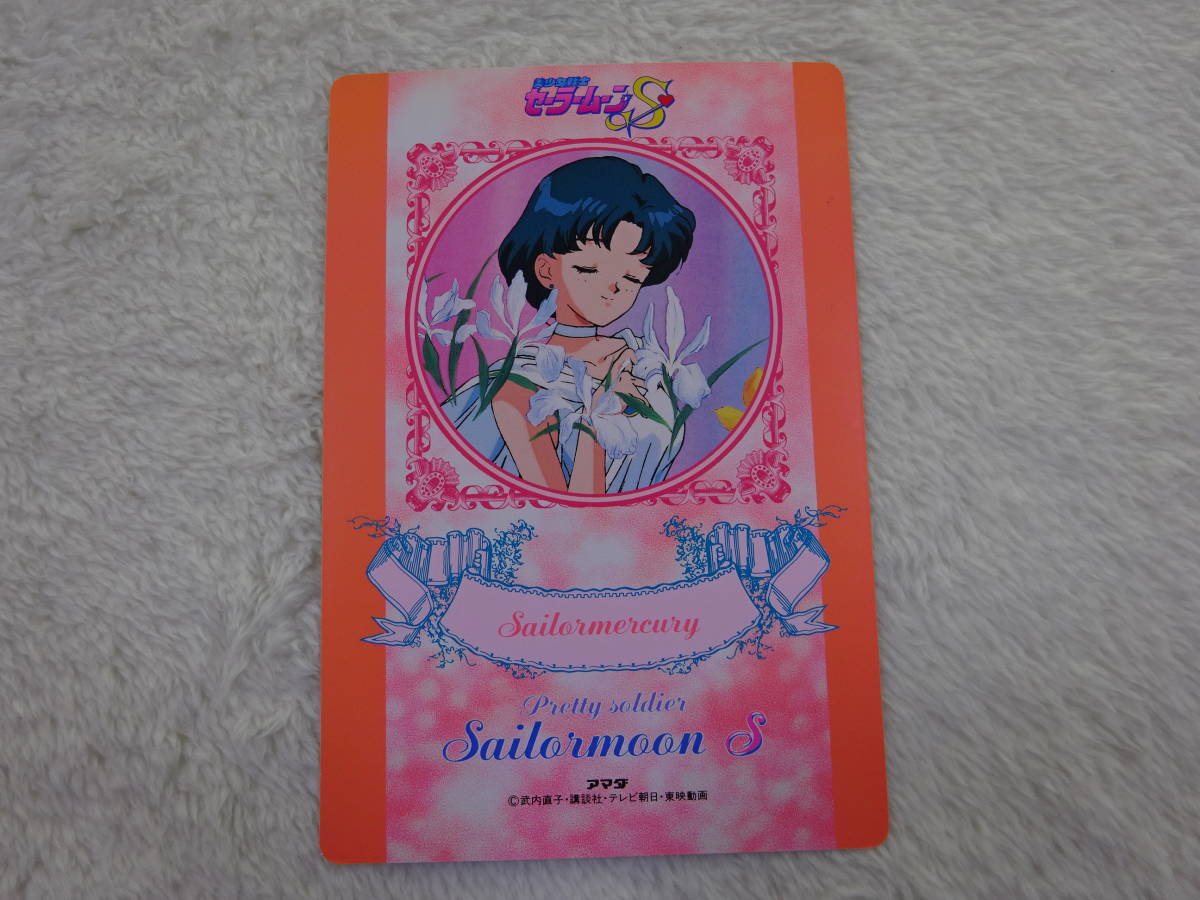 美少女戦士
セーラームーンS
Sailormercury
Pretty soldier
Sailormoon S
アマダ
©武内直子・講談社・テレビ朝日・東映動画